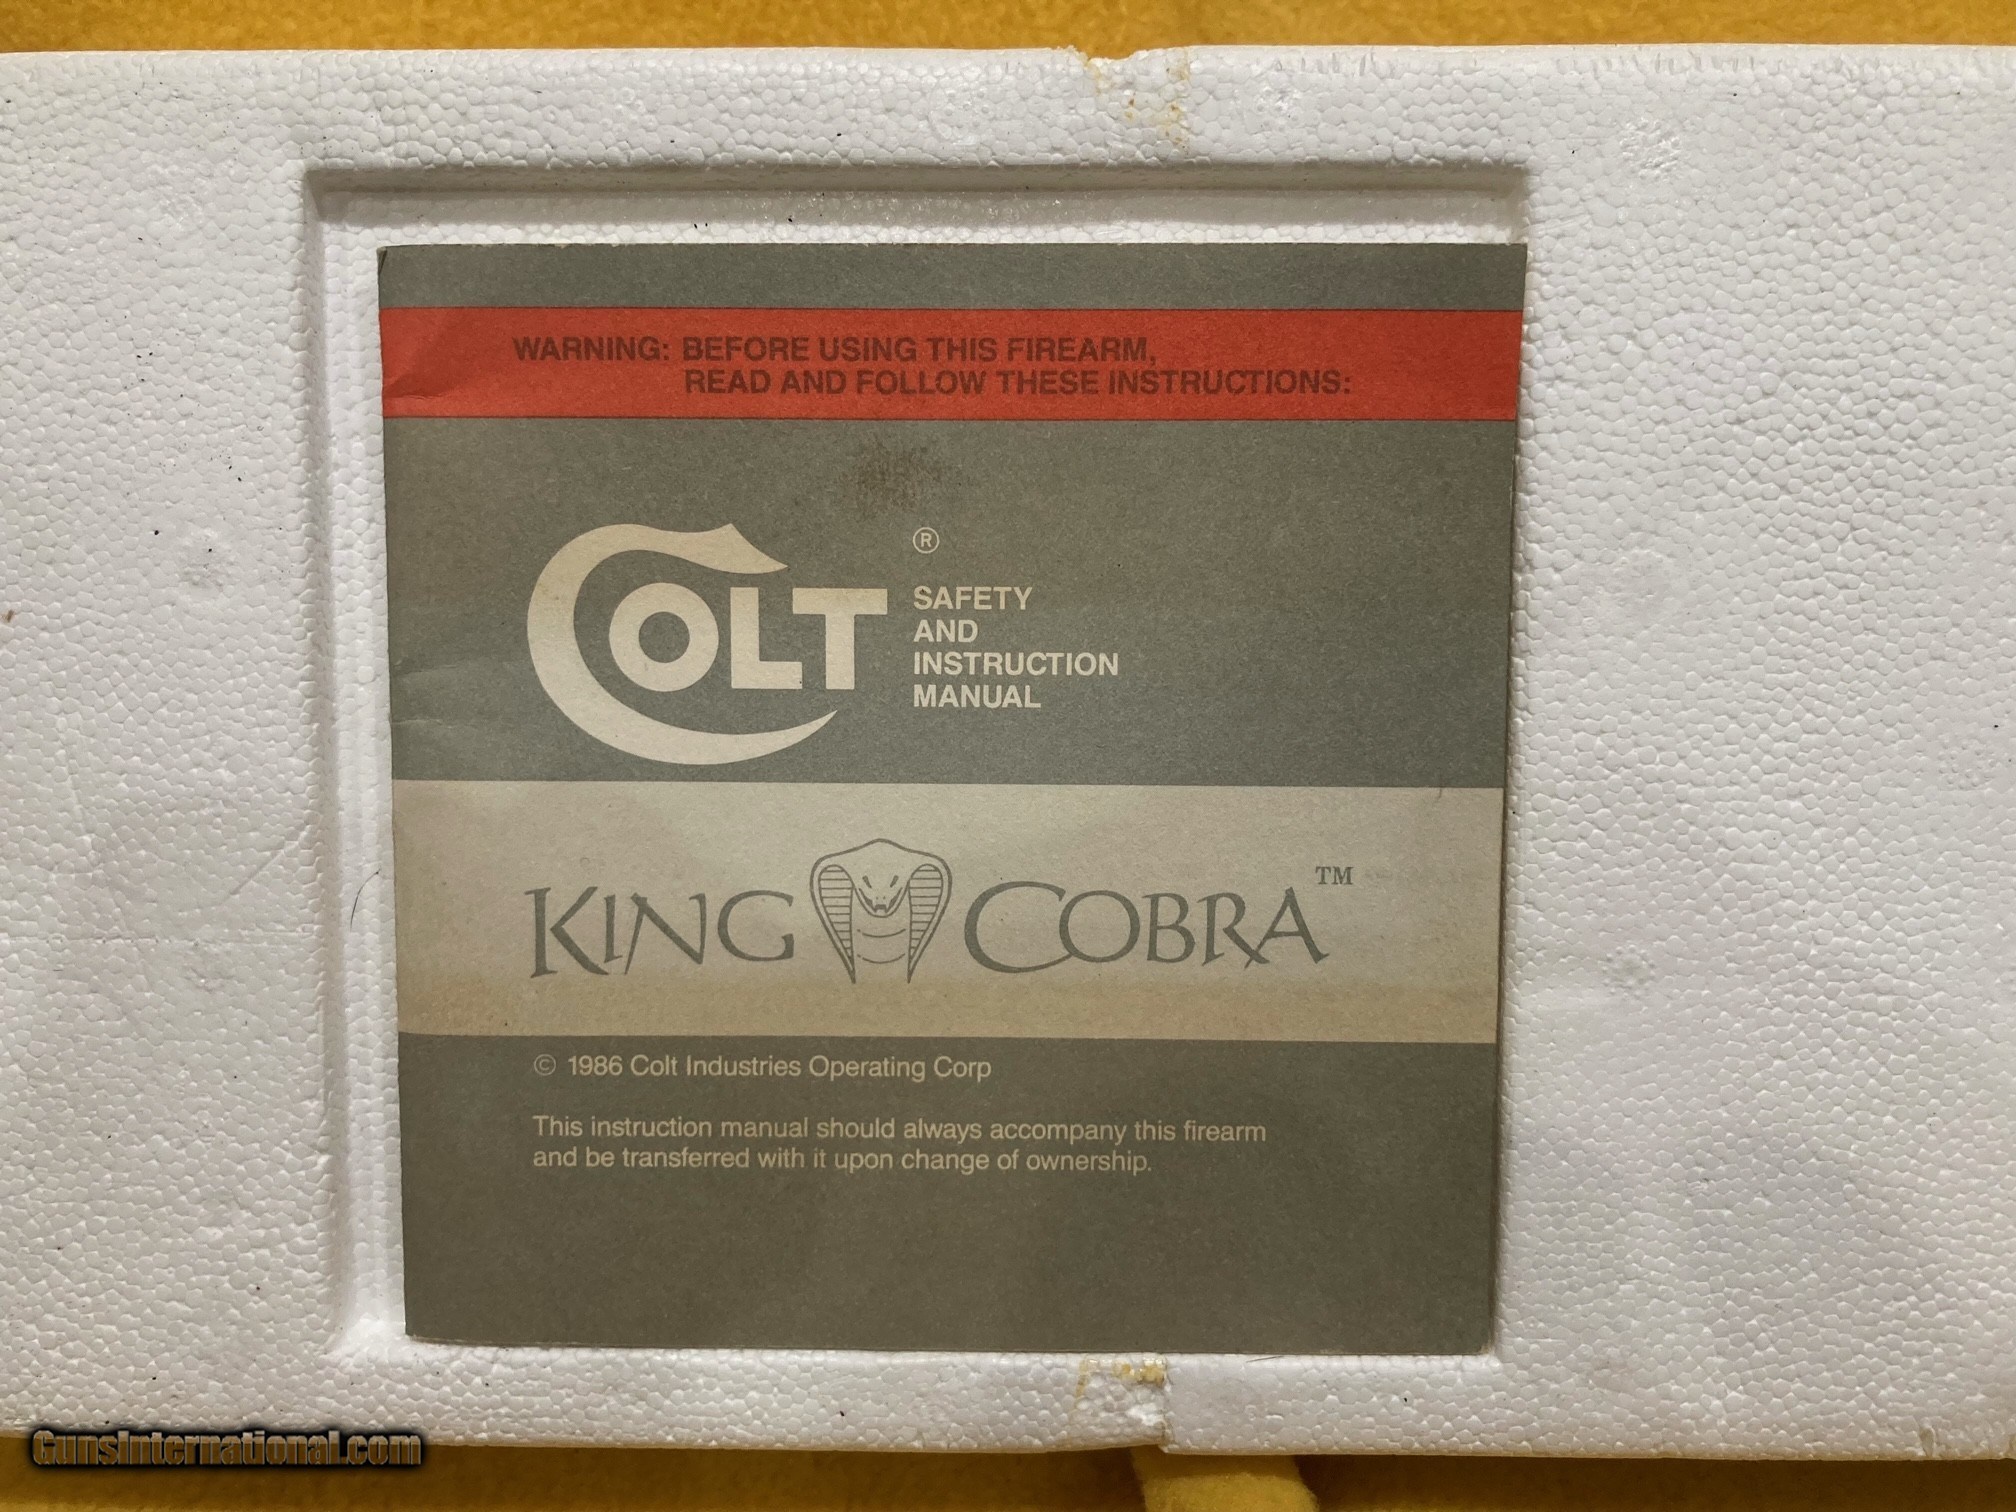 WARNING: BEFORE USING THIS FIREARM,
READ AND FOLLOW THESE INSTRUCTIONS:
COLT ®
SAFETY
AND
INSTRUCTION
MANUAL
KING COBRA™
© 1986 Colt Industries Operating Corp
This instruction manual should always accompany this firearm
and be transferred with it upon change of ownership.
GunsInternational.com